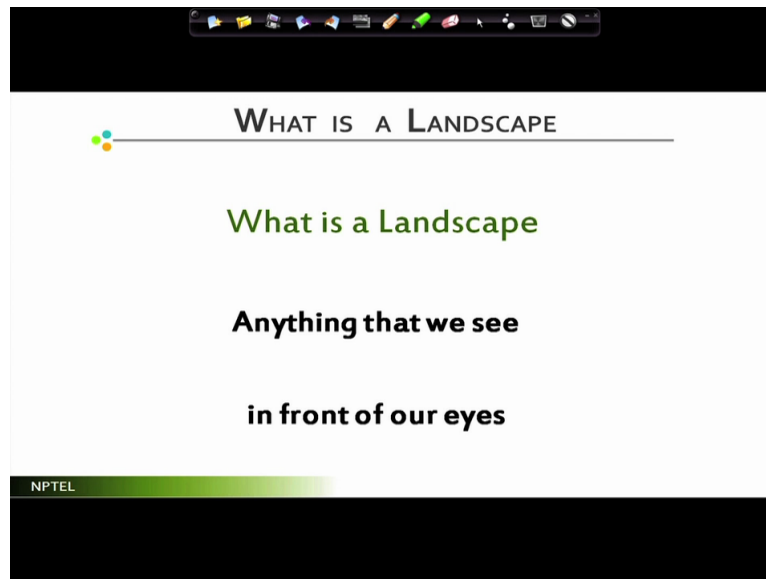 WHAT IS A LANDSCAPE
What is a Landscape
Anything that we see
in front of our eyes
NPTEL